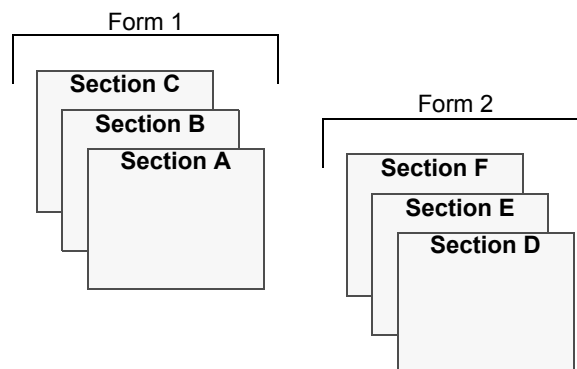 Form 1
Section C
Section B
Section A
Form 2
Section F
Section E
Section D